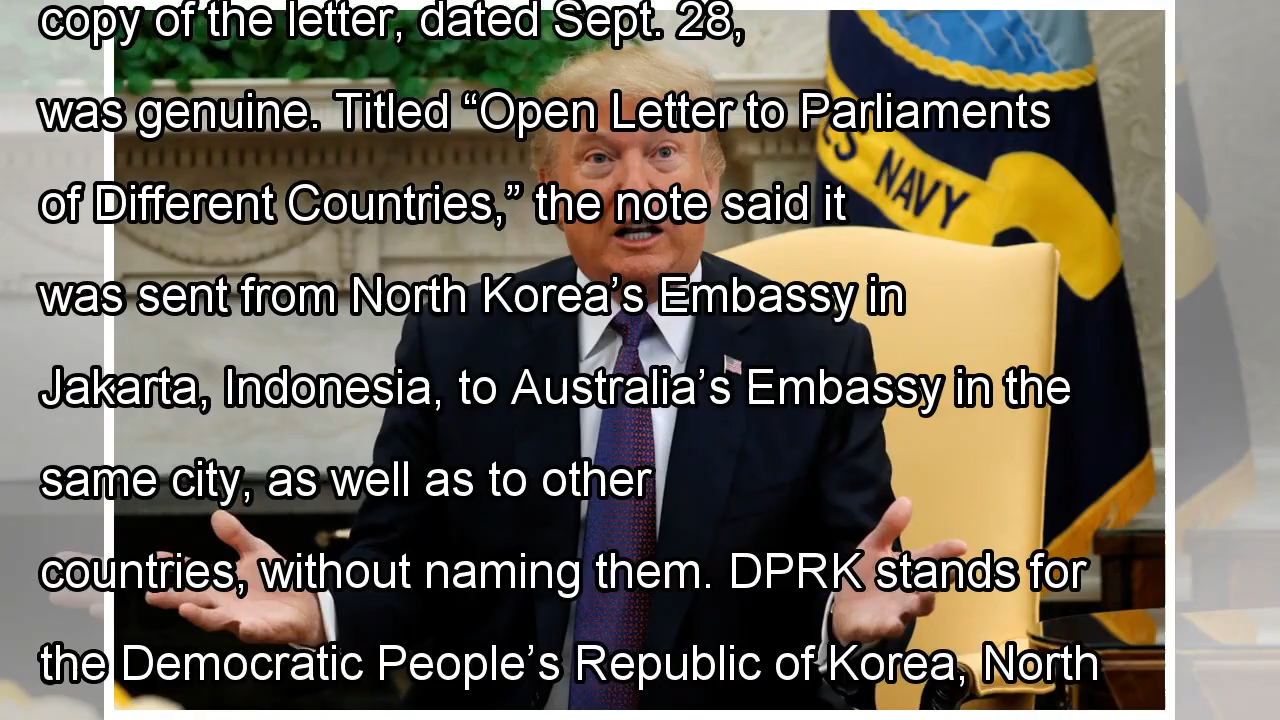 copy of the letter, dated Sept. 28,
was genuine. Titled “Open Letter to Parliaments
of Different Countries,” the note said it
was sent from North Korea’s Embassy in
Jakarta, Indonesia, to Australia’s Embassy in the
same city, as well as to other
countries, without naming them. DPRK stands for
the Democratic People’s Republic of Korea, North
NAVY